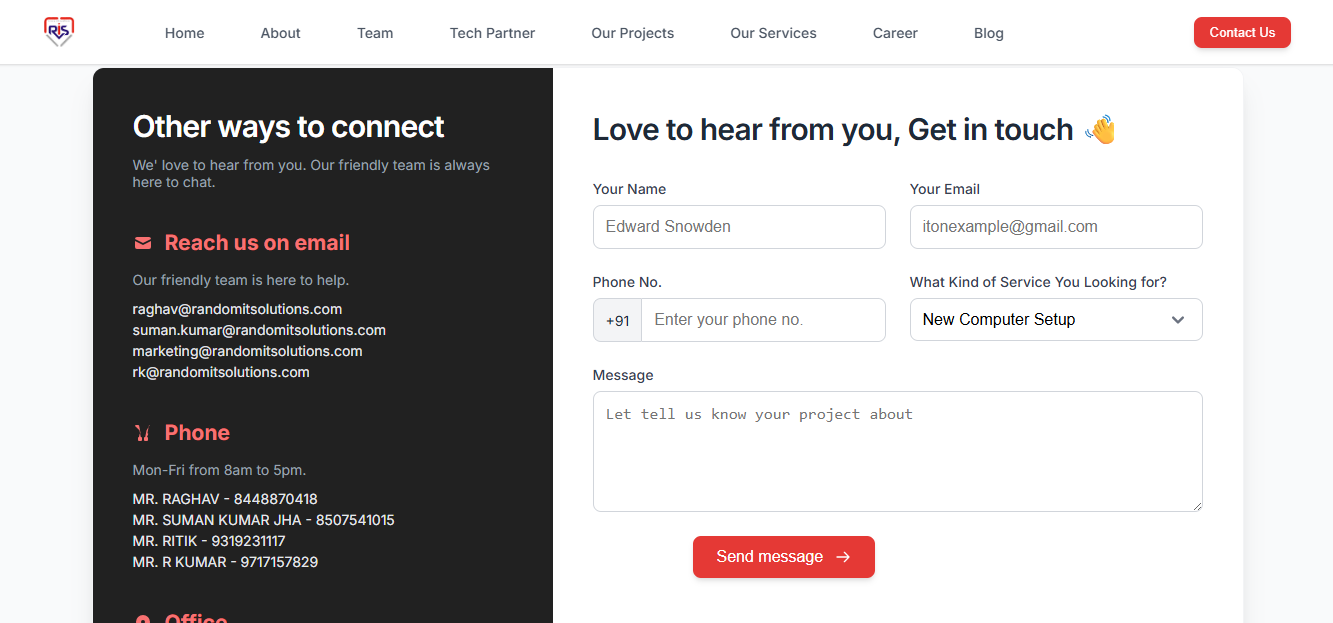 RiS
Home
About
Team
Tech Partner
Our Projects
Our Services
Career
Blog
Contact Us
Other ways to connect
We' love to hear from you. Our friendly team is always
here to chat.
Reach us on email
Our friendly team is here to help.
raghav@randomitsolutions.com
suman.kumar@randomitsolutions.com
marketing@randomitsolutions.com
rk@randomitsolutions.com
Phone
Mon-Fri from 8am to 5pm.
MR. RAGHAV - 8448870418
MR. SUMAN KUMAR JHA - 8507541015
MR. RITIK - 9319231117
MR. R KUMAR - 9717157829
Office
Love to hear from you, Get in touch 👋
Your Name
Edward Snowden
Your Email
itonexample@gmail.com
Phone No.
+91
Enter your phone no.
What Kind of Service You Looking for?
New Computer Setup
Message
Let tell us know your project about
Send message